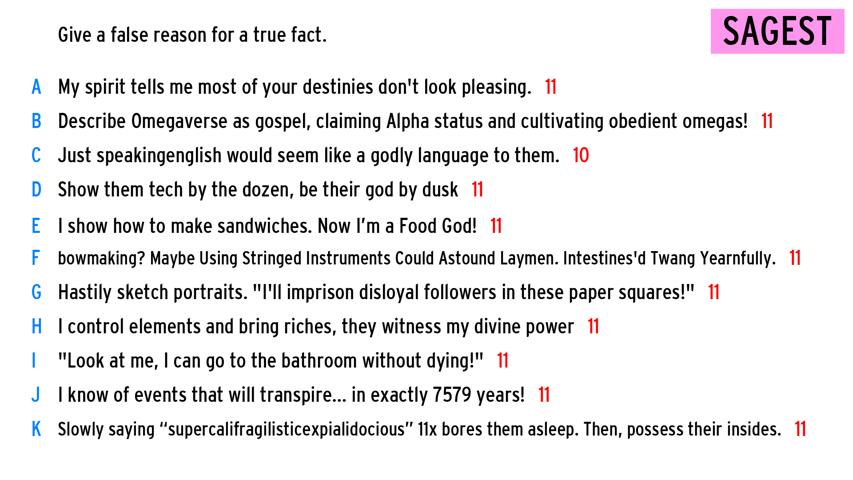 Give a false reason for a true fact.
SAGEST
A My spirit tells me most of your destinies don't look pleasing. 11
B Describe Omegaverse as gospel, claiming Alpha status and cultivating obedient omegas! 11
C Just speakingenglish would seem like a godly language to them. 10
D Show them tech by the dozen, be their god by dusk 11
E I show how to make sandwiches. Now I'm a Food God! 11
F bowmaking? Maybe Using Stringed Instruments Could Astound Laymen. Intestines'd Twang Yearnfully. 11
G Hastily sketch portraits. "I'll imprison disloyal followers in these paper squares!" 11
H I control elements and bring riches, they witness my divine power 11
I "Look at me, I can go to the bathroom without dying!" 11
J I know of events that will transpire... in exactly 7579 years! 11
K Slowly saying “supercalifragilisticexpialidocious” 11x bores them asleep. Then, possess their insides. 11